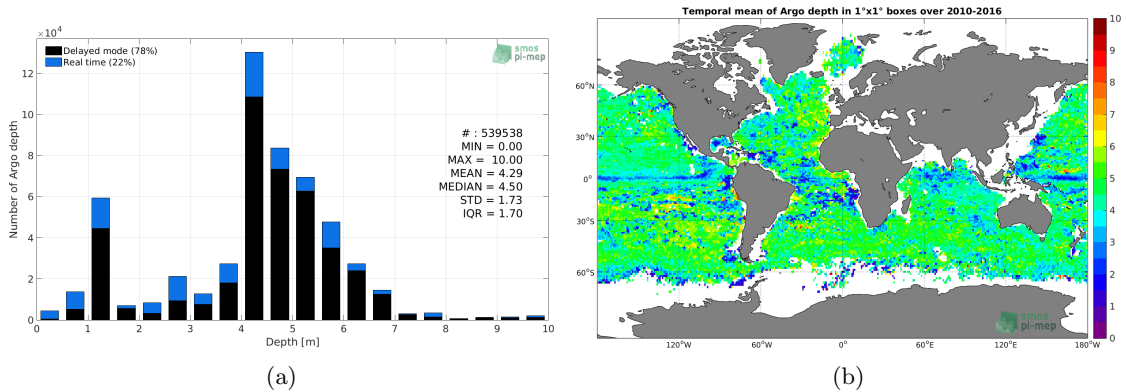 ×10⁴
Delayed mode (78%)
Real time (22%)
smos
pi-mep
12
10
8
6
4
2
0
Number of Argo depth
# : 539538
MIN = 0.00
MAX = 10.00
MEAN = 4.29
MEDIAN = 4.50
STD = 1.73
IQR = 1.70
0 1 2 3 4 5 6 7 8 9 10
Depth [m]
(a)
Temporal mean of Argo depth in 1°x1° boxes over 2010-2016
60°N
30°N
0°
30°S
60°S
120°W 60°W 0° 60°E 120°E 180°W
smos
pi-mep
10
9
8
7
6
5
4
3
2
1
0
(b)